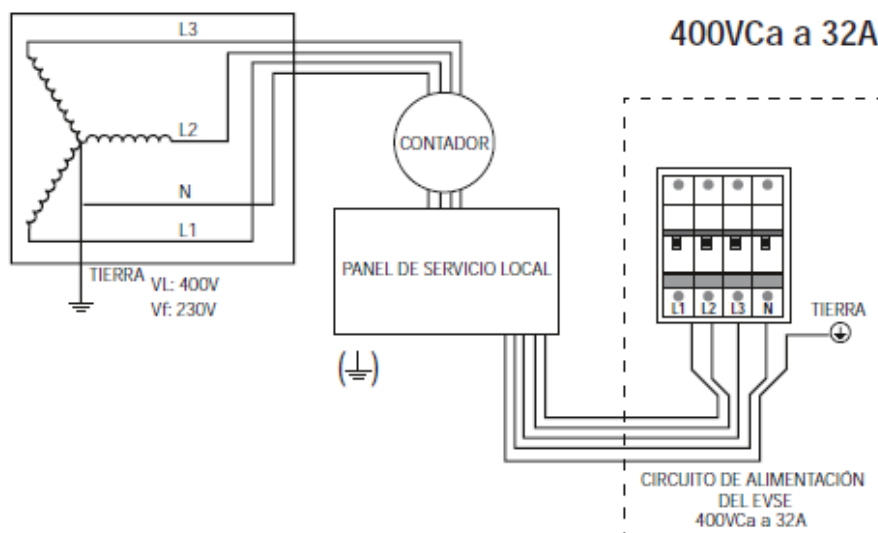 400VCa a 32A
L3
L2
N
L1
TIERRA
VL: 400V
Vf: 230V
CONTADOR
PANEL DE SERVICIO LOCAL
L1 L2 L3 N
TIERRA
CIRCUITO DE ALIMENTACIÓN
DEL EVSE
400VCa a 32A